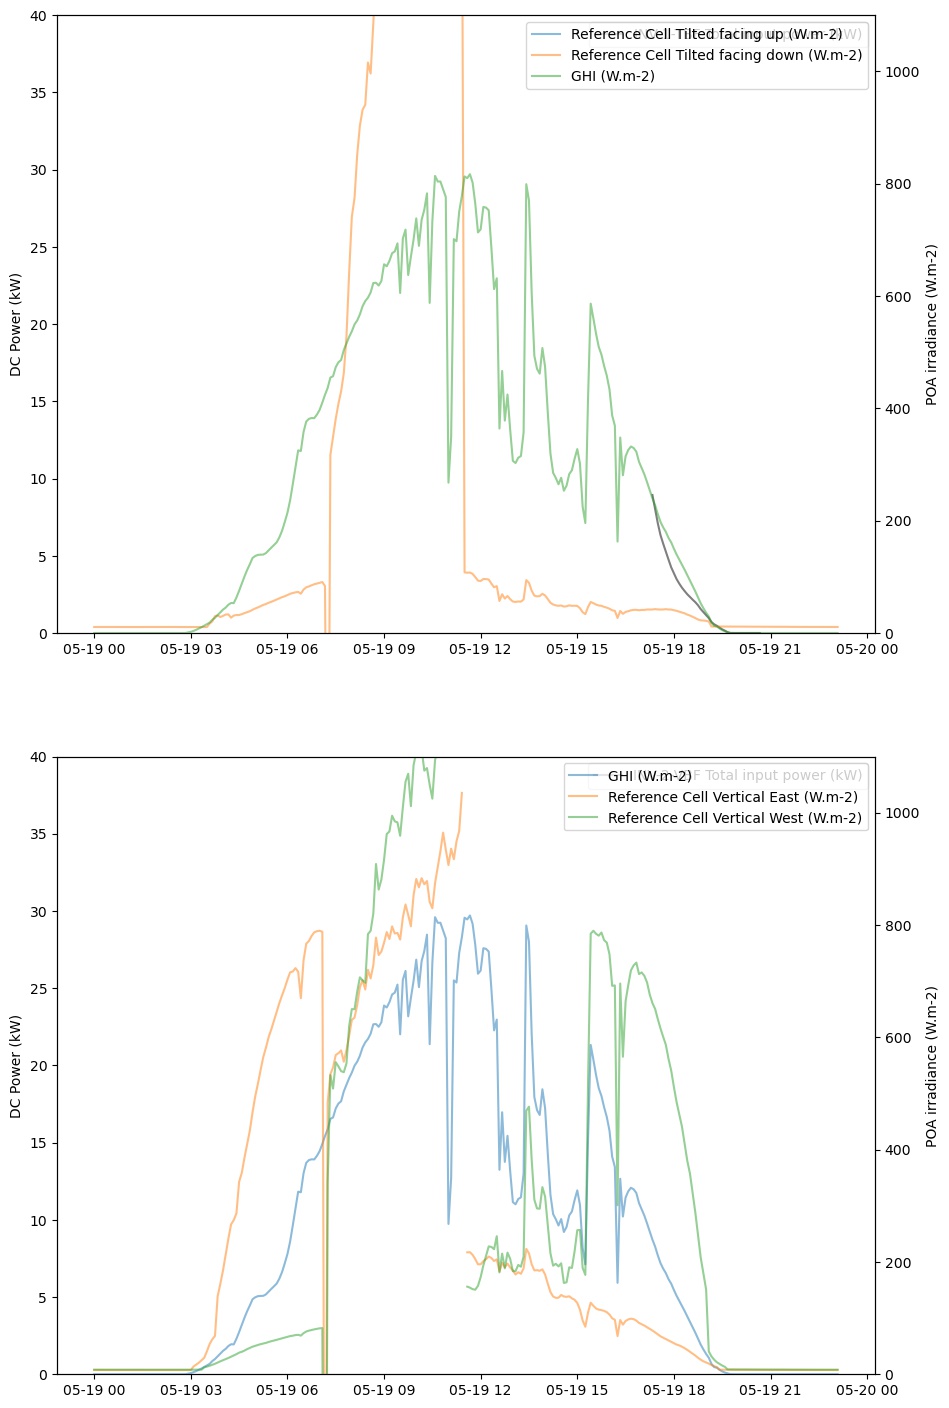 40
35
30
25
20
15
10
5
0
DC Power (kW)
Reference Cell Tilted facing up (W.m-2)
Reference Cell Tilted facing down (W.m-2)
GHI (W.m-2)
1000
800
600
400
200
0
POA irradiance (W.m-2)
05-19 00 05-19 03 05-19 06 05-19 09 05-19 12 05-19 15 05-19 18 05-19 21 05-20 00
40
35
30
25
20
15
10
5
0
DC Power (kW)
GHI (W.m-2)
Total input power (kW)
Reference Cell Vertical East (W.m-2)
Reference Cell Vertical West (W.m-2)
1000
800
600
400
200
0
POA irradiance (W.m-2)
05-19 00 05-19 03 05-19 06 05-19 09 05-19 12 05-19 15 05-19 18 05-19 21 05-20 00